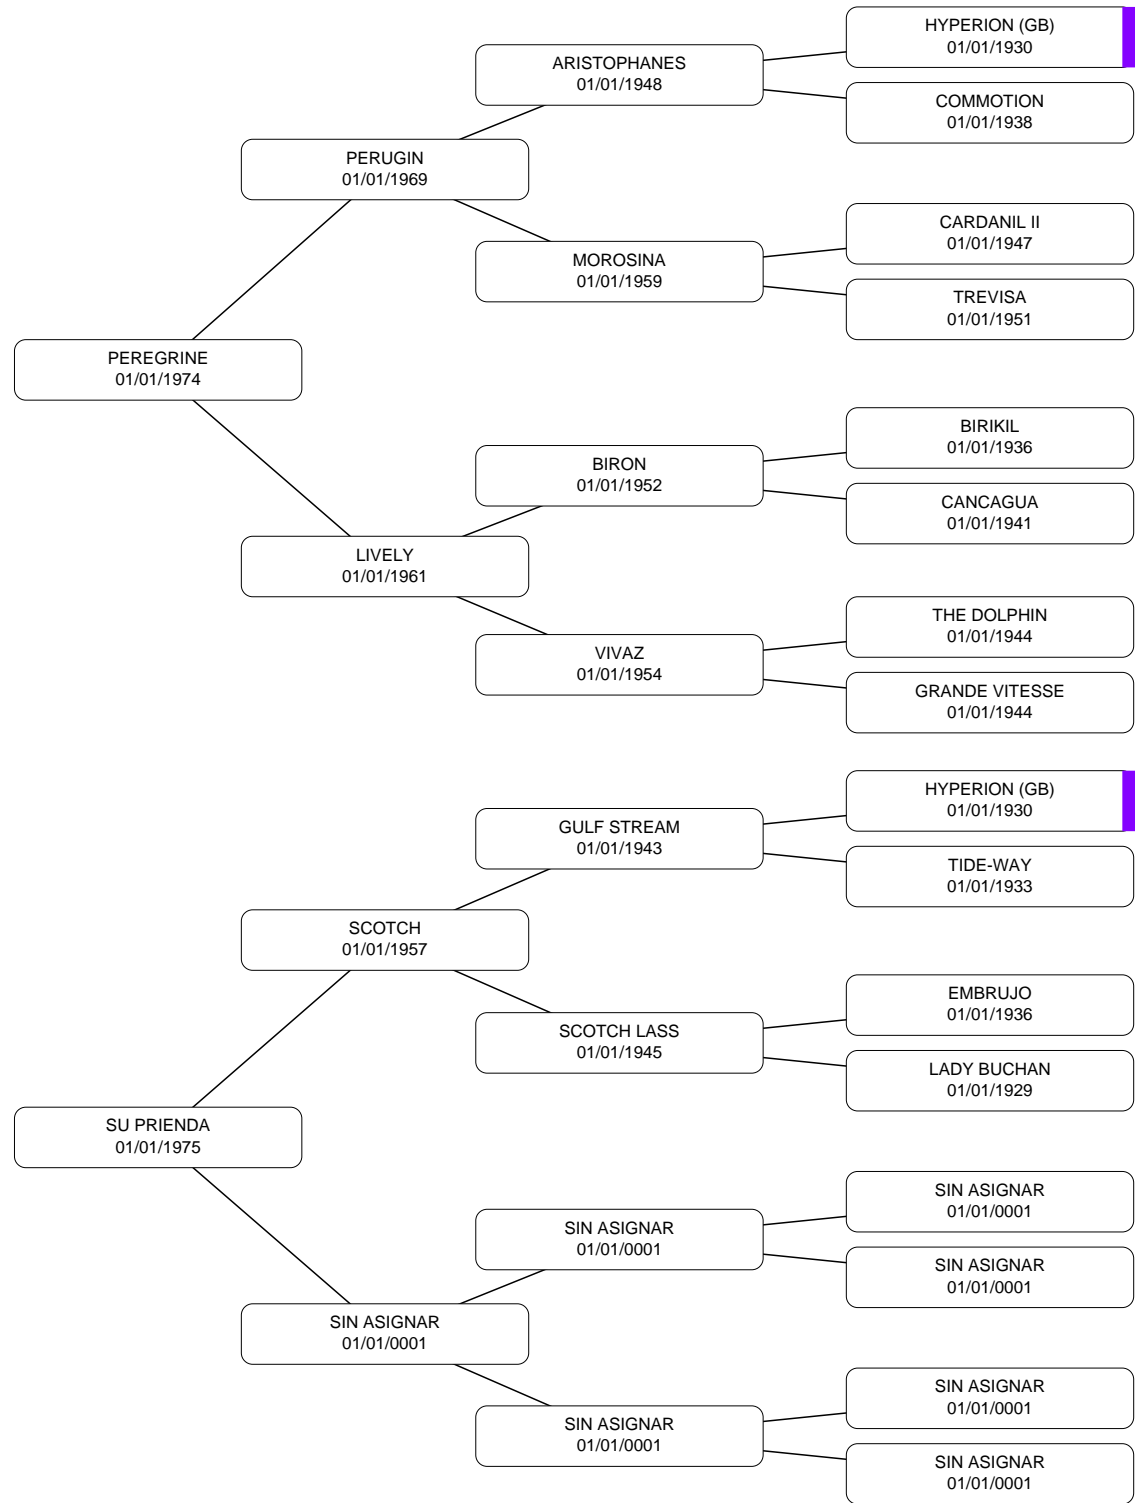 HYPERION (GB)
01/01/1930
ARISTOPHANES
01/01/1948
COMMOTION
01/01/1938
PERUGIN
01/01/1969
CARDANIL II
01/01/1947
MOROSINA
01/01/1959
TREVISA
01/01/1951
PEREGRINE
01/01/1974
BIRIKIL
01/01/1936
BIRON
01/01/1952
CANCAGUA
01/01/1941
LIVELY
01/01/1961
THE DOLPHIN
01/01/1944
VIVAZ
01/01/1954
GRANDE VITESSE
01/01/1944
HYPERION (GB)
01/01/1930
GULF STREAM
01/01/1943
TIDE-WAY
01/01/1933
SCOTCH
01/01/1957
EMBRUJO
01/01/1936
SCOTCH LASS
01/01/1945
LADY BUCHAN
01/01/1929
SU PRIENDA
01/01/1975
SIN ASIGNAR
01/01/0001
SIN ASIGNAR
01/01/0001
SIN ASIGNAR
01/01/0001
SIN ASIGNAR
01/01/0001
SIN ASIGNAR
01/01/0001
SIN ASIGNAR
01/01/0001
SIN ASIGNAR
01/01/0001